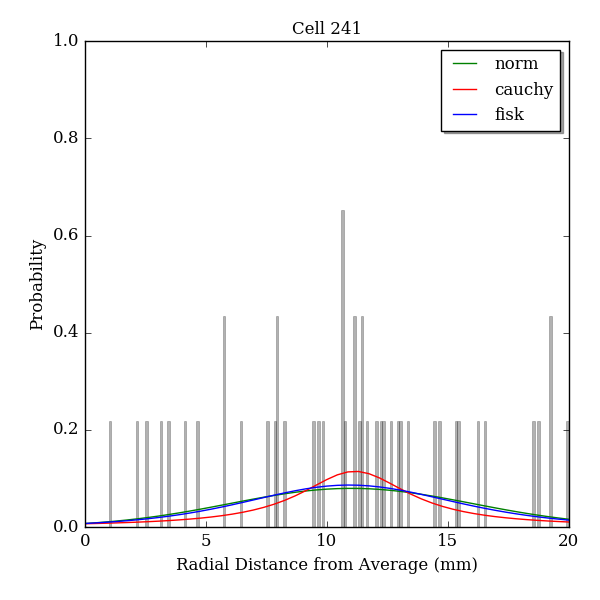 Cell 241
1.0
0.8
0.6
0.4
0.2
0.0
Probability
norm
cauchy
fisk
0 5 10 15 20
Radial Distance from Average (mm)